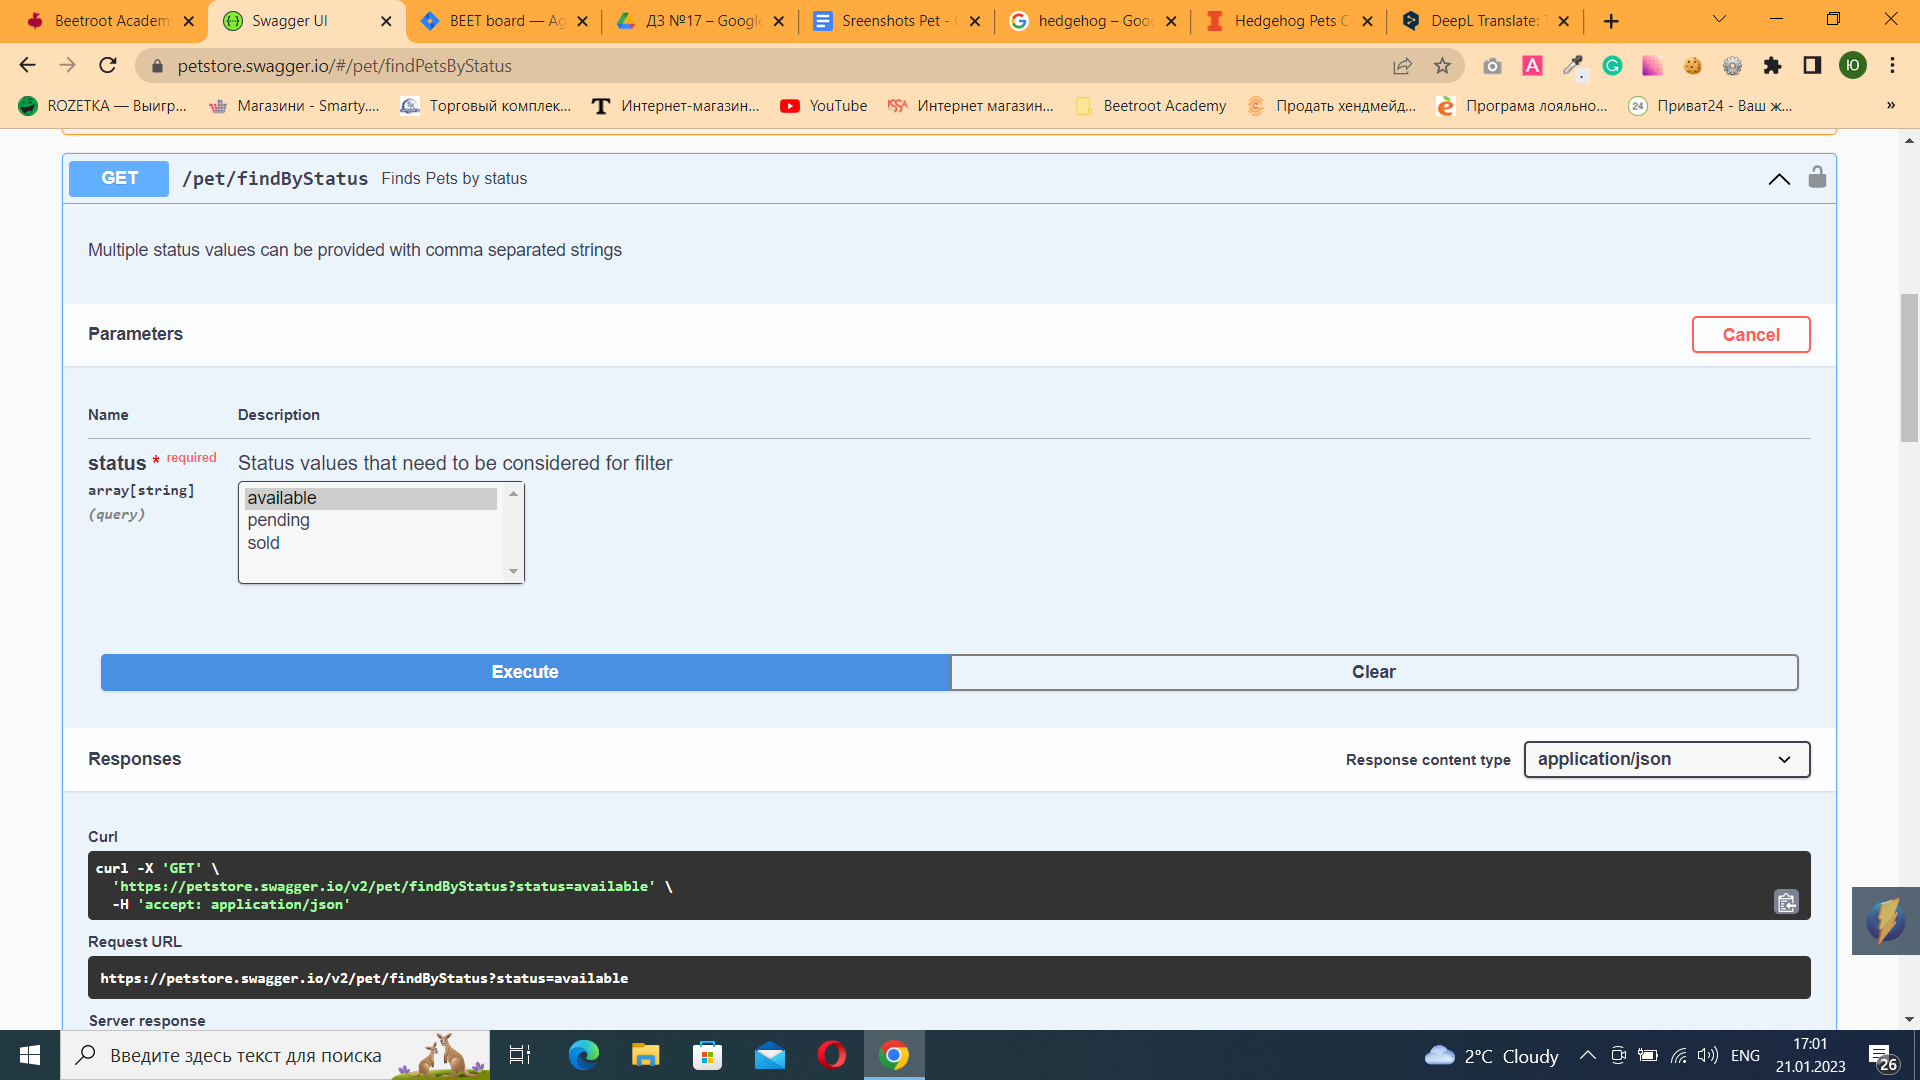 Beetroot Academ
Swagger UI
BEET board — Ag
ДЗ №17 – Google
Sreenshots Pet -
hedgehog – Goo
Hedgehog Pets C
DeepL Translate:
petstore.swagger.io/#/pet/findPetsByStatus
Ю
ROZETKA — Выигр...
Магазини - Smarty....
Торговый комплек...
Интернет-магазин...
YouTube
Интернет магазин...
Beetroot Academy
Продать хендмейд...
Програма лояльно...
24
Приват24 - Ваш ж...
»
GET
/pet/findByStatus
Finds Pets by status
Multiple status values can be provided with comma separated strings
Parameters
Cancel
Name
Description
status * required
Status values that need to be considered for filter
array[string]
(query)
available
pending
sold
Execute
Clear
Responses
Response content type
application/json
Curl
curl -X 'GET' \
'https://petstore.swagger.io/v2/pet/findByStatus?status=available' \
-H 'accept: application/json'
Request URL
https://petstore.swagger.io/v2/pet/findByStatus?status=available
Server response
Введите здесь текст для поиска
2°C Cloudy
ENG
17:01
21.01.2023
26